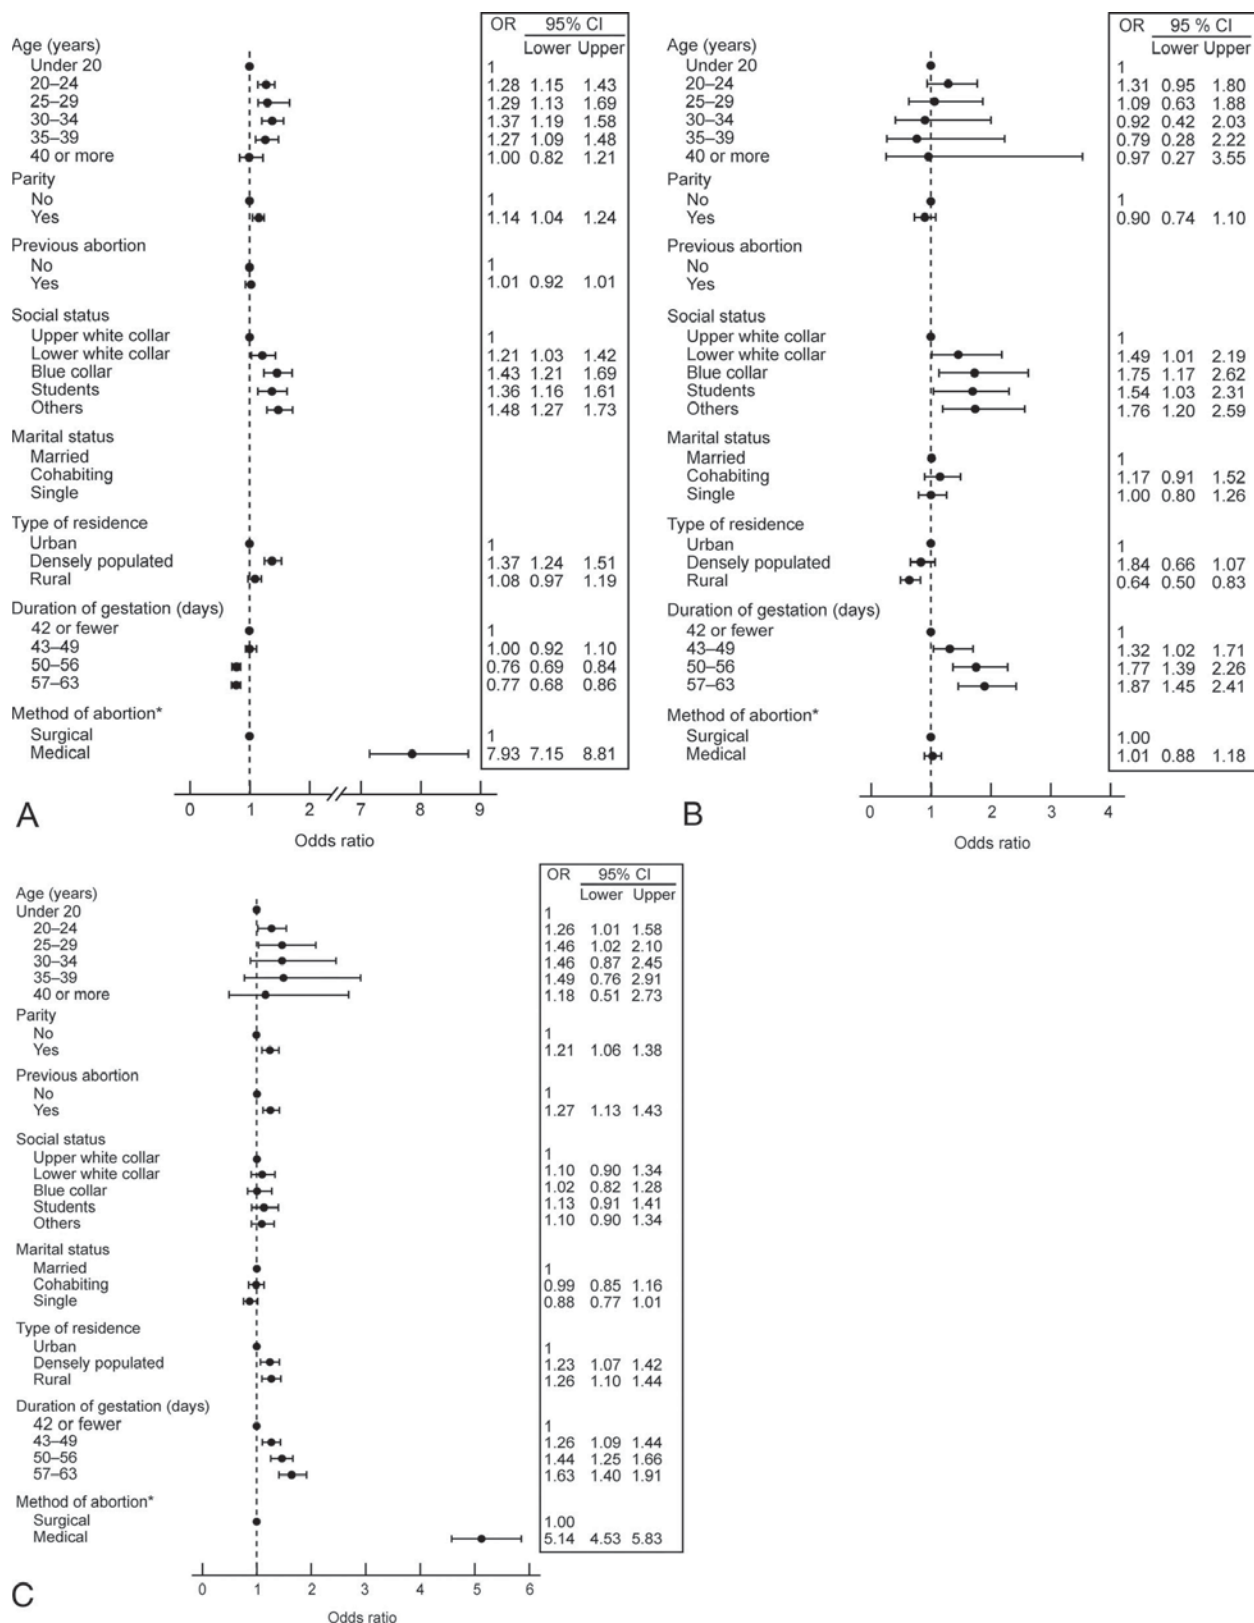 OR 95% CI
Lower Upper
Age (years)
Under 20 1
20–24 1.28 1.15 1.43
25–29 1.29 1.13 1.69
30–34 1.37 1.19 1.58
35–39 1.27 1.09 1.48
40 or more 1.00 0.82 1.21
Parity
No 1
Yes 1.14 1.04 1.24
Previous abortion
No 1
Yes 1.01 0.92 1.01
Social status
Upper white collar 1
Lower white collar 1.21 1.03 1.42
Blue collar 1.43 1.21 1.69
Students 1.36 1.16 1.61
Others 1.48 1.27 1.73
Marital status
Married
Cohabiting
Single
Type of residence
Urban 1
Densely populated 1.37 1.24 1.51
Rural 1.08 0.97 1.19
Duration of gestation (days)
42 or fewer 1
43–49 1.00 0.92 1.10
50–56 0.76 0.69 0.84
57–63 0.77 0.68 0.86
Method of abortion*
Surgical 1
Medical 7.93 7.15 8.81
0 1 2 7 8 9
A
Odds ratio
OR 95 % CI
Lower Upper
Age (years)
Under 20 1
20–24 1.31 0.95 1.80
25–29 1.09 0.63 1.88
30–34 0.92 0.42 2.03
35–39 0.79 0.28 2.22
40 or more 0.97 0.27 3.55
Parity
No 1
Yes 0.90 0.74 1.10
Previous abortion
No
Yes
Social status
Upper white collar 1
Lower white collar 1.49 1.01 2.19
Blue collar 1.75 1.17 2.62
Students 1.54 1.03 2.31
Others 1.76 1.20 2.59
Marital status
Married 1
Cohabiting 1.17 0.91 1.52
Single 1.00 0.80 1.26
Type of residence
Urban 1
Densely populated 1.84 0.66 1.07
Rural 0.64 0.50 0.83
Duration of gestation (days)
42 or fewer 1
43–49 1.32 1.02 1.71
50–56 1.77 1.39 2.26
57–63 1.87 1.45 2.41
Method of abortion*
Surgical 1.00
Medical 1.01 0.88 1.18
0 1 2 3 4
B
Odds ratio
OR 95% CI
Lower Upper
Age (years)
Under 20 1
20–24 1.26 1.01 1.58
25–29 1.46 1.02 2.10
30–34 1.46 0.87 2.45
35–39 1.49 0.76 2.91
40 or more 1.18 0.51 2.73
Parity
No 1
Yes 1.21 1.06 1.38
Previous abortion
No 1
Yes 1.27 1.13 1.43
Social status
Upper white collar 1
Lower white collar 1.10 0.90 1.34
Blue collar 1.02 0.82 1.28
Students 1.13 0.91 1.41
Others 1.10 0.90 1.34
Marital status
Married 1
Cohabiting 0.99 0.85 1.16
Single 0.88 0.77 1.01
Type of residence
Urban 1
Densely populated 1.23 1.07 1.42
Rural 1.26 1.10 1.44
Duration of gestation (days)
42 or fewer 1
43–49 1.26 1.09 1.44
50–56 1.44 1.25 1.66
57–63 1.63 1.40 1.91
Method of abortion*
Surgical 1.00
Medical 5.14 4.53 5.83
0 1 2 3 4 5 6
C
Odds ratio